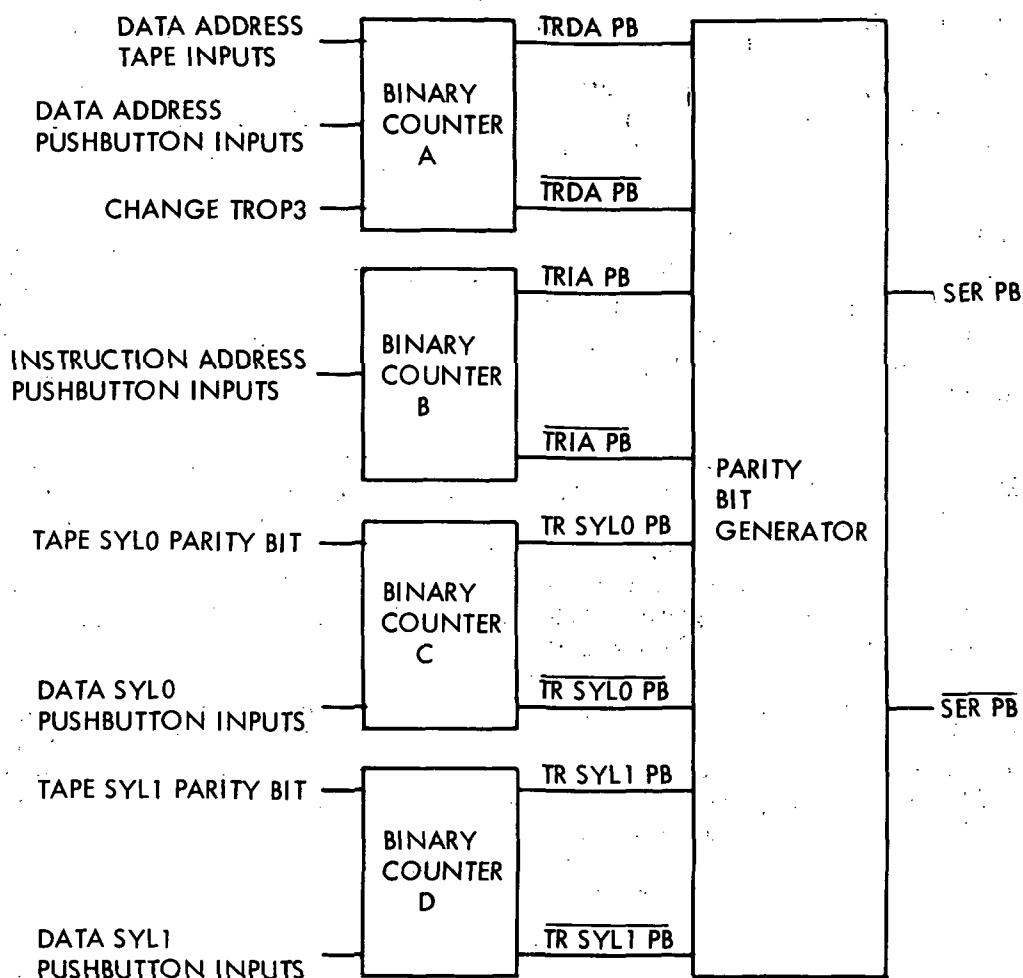 DATA ADDRESS
TAPE INPUTS
DATA ADDRESS
PUSHBUTTON INPUTS
CHANGE TROP3
BINARY
COUNTER
A
TRDA PB
TRDA PB
INSTRUCTION ADDRESS
PUSHBUTTON INPUTS
BINARY
COUNTER
B
TRIA PB
TRIA PB
TAPE SYL0 PARITY BIT
DATA SYL0
PUSHBUTTON INPUTS
BINARY
COUNTER
C
TR SYL0 PB
TR SYL0 PB
TAPE SYL1 PARITY BIT
DATA SYL1
PUSHBUTTON INPUTS
BINARY
COUNTER
D
TR SYL1 PB
TR SYL1 PB
PARITY
BIT
GENERATOR
SER PB
SER PB